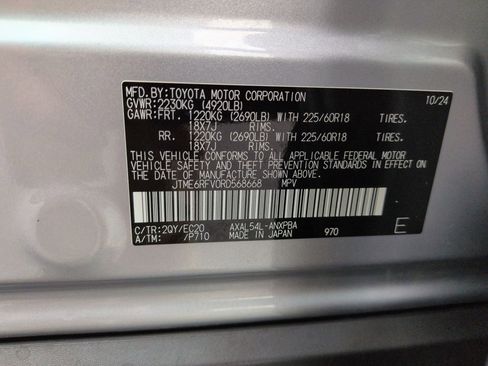 MFD.BY:TOYOTA MOTOR CORPORATION 10/24
GVWR:2230KG (4920LB)
GAWR:FRT. 1220KG (2690LB) WITH 225/60R18 TIRES.
18X7J RIMS.
RR. 1220KG (2690LB) WITH 225/60R18 TIRES.
18X7J RIMS.
THIS VEHICLE CONFORMS TO ALL APPLICABLE FEDERAL MOTOR
VEHICLE SAFETY AND THEFT PREVENTION STANDARDS IN EFFECT
ON THE DATE OF MANUFACTURE SHOWN ABOVE.
JTME6RFV0RD568668 MPV
C/TR:2QY/EC20 AXAL54L-ANXPBA
A/TM: /P710 MADE IN JAPAN 970 E